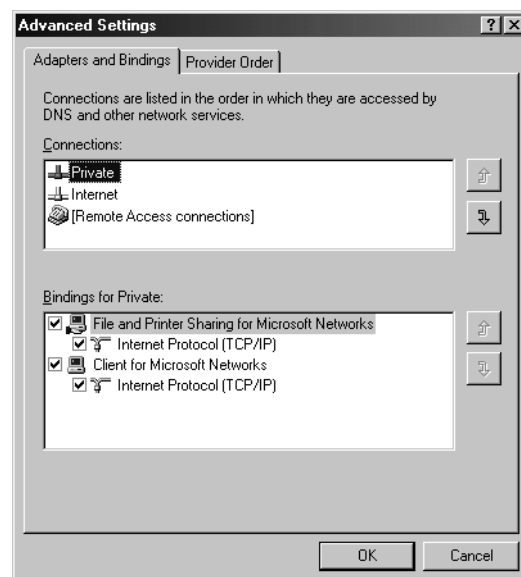 Advanced Settings
Adapters and Bindings Provider Order
Connections are listed in the order in which they are accessed by
DNS and other network services.
Connections:
Private
Internet
[Remote Access connections]
Bindings for Private:
File and Printer Sharing for Microsoft Networks
Internet Protocol (TCP/IP)
Client for Microsoft Networks
Internet Protocol (TCP/IP)
OK Cancel